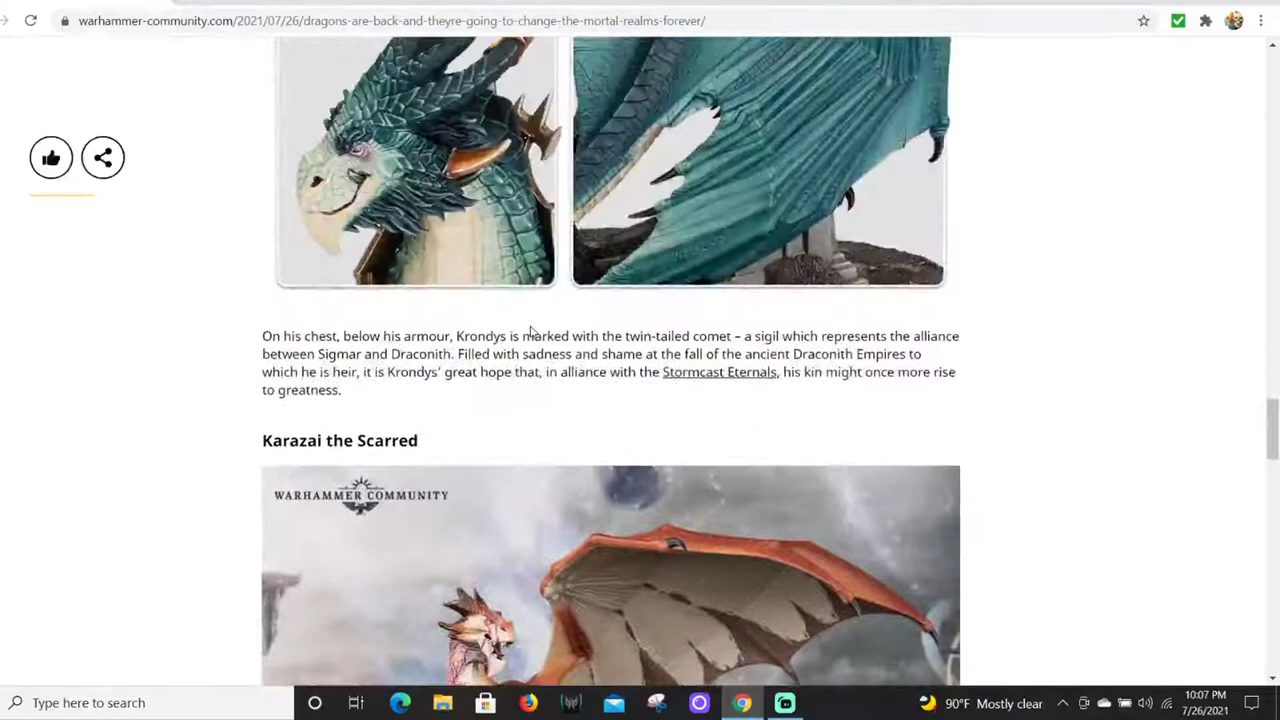 warhammer-community.com/2021/07/26/dragons-are-back-and-theyre-going-to-change-the-mortal-realms-forever/
On his chest, below his armour, Krondys is marked with the twin-tailed comet – a sigil which represents the alliance
between Sigmar and Draconith. Filled with sadness and shame at the fall of the ancient Draconith Empires to
which he is heir, it is Krondys’ great hope that, in alliance with the Stormcast Eternals, his kin might once more rise
to greatness.
Karazai the Scarred
WARHAMMER COMMUNITY
Type here to search
90°F Mostly clear
10:07 PM
7/26/2021